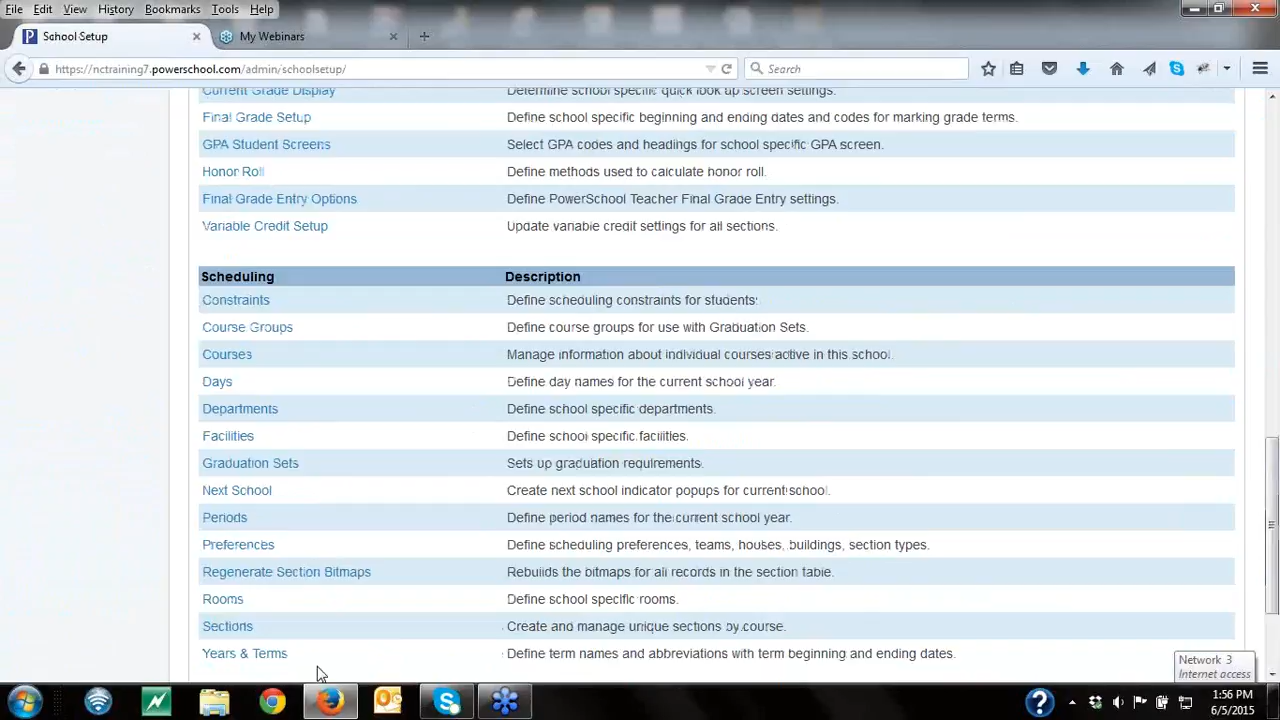 File Edit View History Bookmarks Tools Help
School Setup × My Webinars × +
https://nctraining7.powerschool.com/admin/schoolsetup/ Search
Current Grade Display Determine school specific quick look up screen settings.
Final Grade Setup Define school specific beginning and ending dates and codes for marking grade terms.
GPA Student Screens Select GPA codes and headings for school specific GPA screen.
Honor Roll Define methods used to calculate honor roll.
Final Grade Entry Options Define PowerSchool Teacher Final Grade Entry settings.
Variable Credit Setup Update variable credit settings for all sections.
Scheduling Description
Constraints Define scheduling constraints for students.
Course Groups Define course groups for use with Graduation Sets.
Courses Manage information about individual courses active in this school.
Days Define day names for the current school year.
Departments Define school specific departments.
Facilities Define school specific facilities.
Graduation Sets Sets up graduation requirements.
Next School Create next school indicator popups for current school.
Periods Define period names for the current school year.
Preferences Define scheduling preferences, teams, houses, buildings, section types.
Regenerate Section Bitmaps Rebuilds the bitmaps for all records in the section table.
Rooms Define school specific rooms.
Sections Create and manage unique sections by course.
Years & Terms Define term names and abbreviations with term beginning and ending dates.
Network 3
Internet access
1:56 PM
6/5/2015